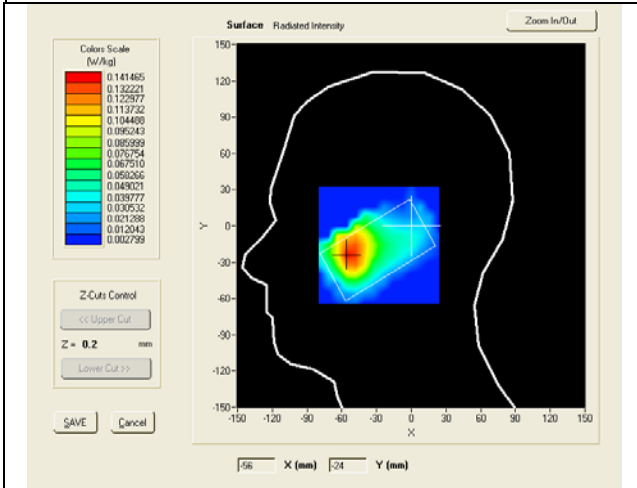 Surface Radiated Intensity
Zoom In/Out
Colors Scale
(W/kg)
0.141465
0.132221
0.122977
0.113732
0.104488
0.095243
0.085999
0.076754
0.067510
0.058266
0.049021
0.039777
0.030532
0.021288
0.012043
0.002799
150-
120-
90-
60-
30-
0-
-30-
-60-
-90-
-120-
-150-
Y
-150 -120 -90 -60 -30 0 30 60 90 120 150
X
Z-Cuts Control
<< Upper Cut
Z = 0.2 mm
Lower Cut >>
SAVE Cancel
-56 X (mm) -24 Y (mm)